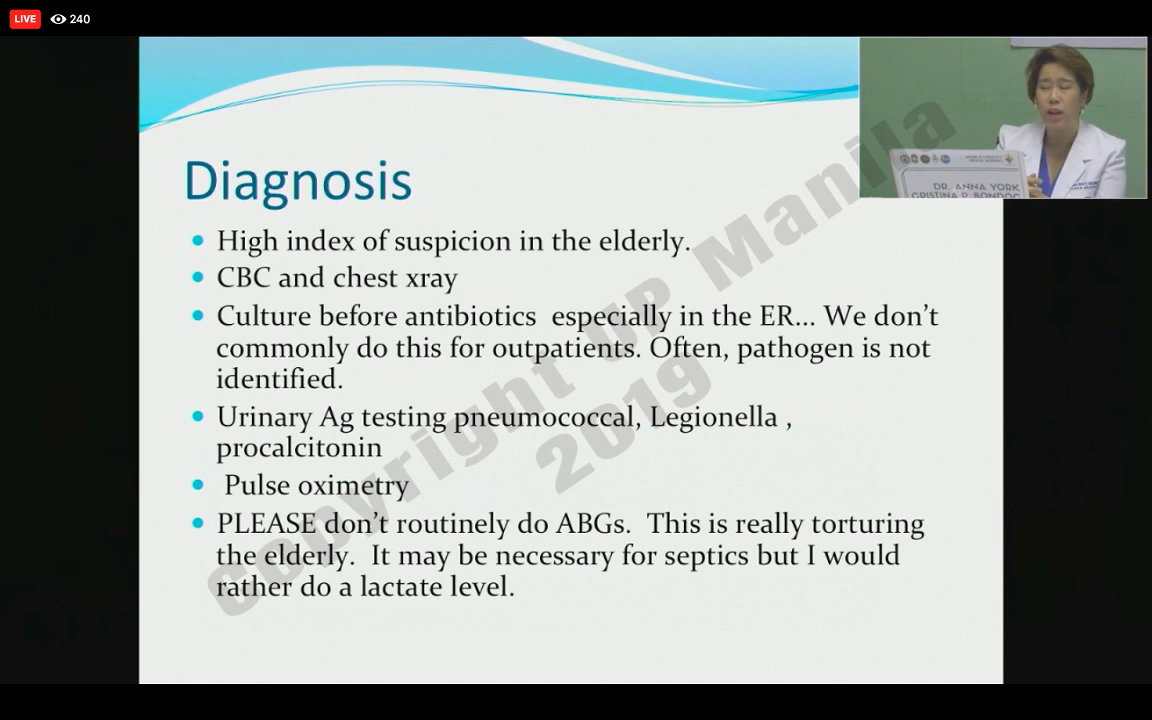 LIVE 240
DR. ANNA YORK
CRISTINA P. BONDOC
Diagnosis
High index of suspicion in the elderly.
CBC and chest xray
Culture before antibiotics especially in the ER... We don't
commonly do this for outpatients. Often, pathogen is not
identified.
Urinary Ag testing pneumococcal, Legionella ,
procalcitonin
Pulse oximetry
PLEASE don't routinely do ABGs. This is really torturing
the elderly. It may be necessary for septics but I would
rather do a lactate level.
Copyright UP Manila
2019